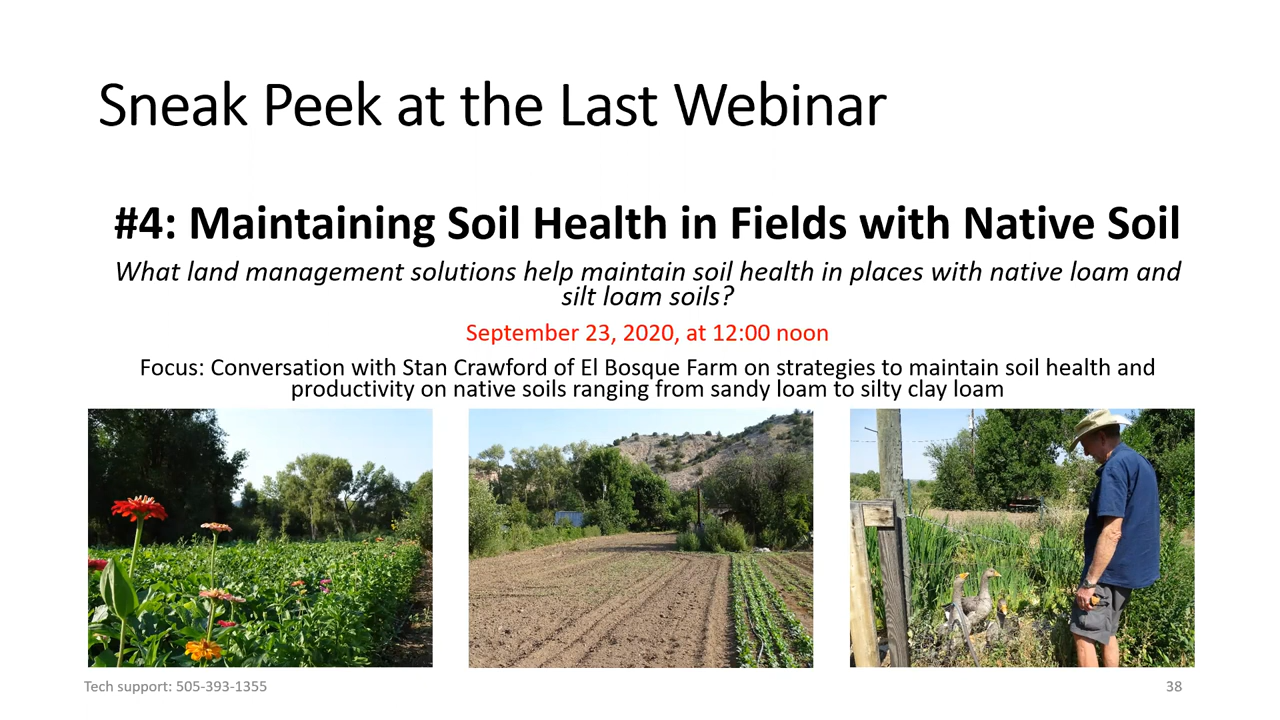 Sneak Peek at the Last Webinar
#4: Maintaining Soil Health in Fields with Native Soil
What land management solutions help maintain soil health in places with native loam and
silt loam soils?
September 23, 2020, at 12:00 noon
Focus: Conversation with Stan Crawford of El Bosque Farm on strategies to maintain soil health and
productivity on native soils ranging from sandy loam to silty clay loam
Tech support: 505-393-1355
38